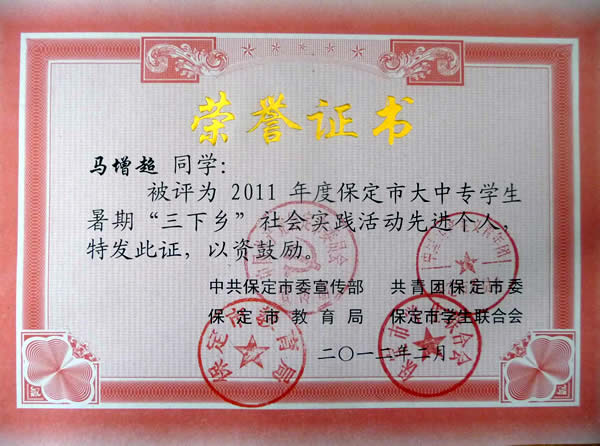 荣誉证书
马增超 同学：
被评为 2011 年度保定市大中专学生
暑期“三下乡”社会实践活动先进个人，
特发此证，以资鼓励。
中共保定市委宣传部 共青团保定市委
保定市教育局 保定市学生联合会
二〇一二年二月